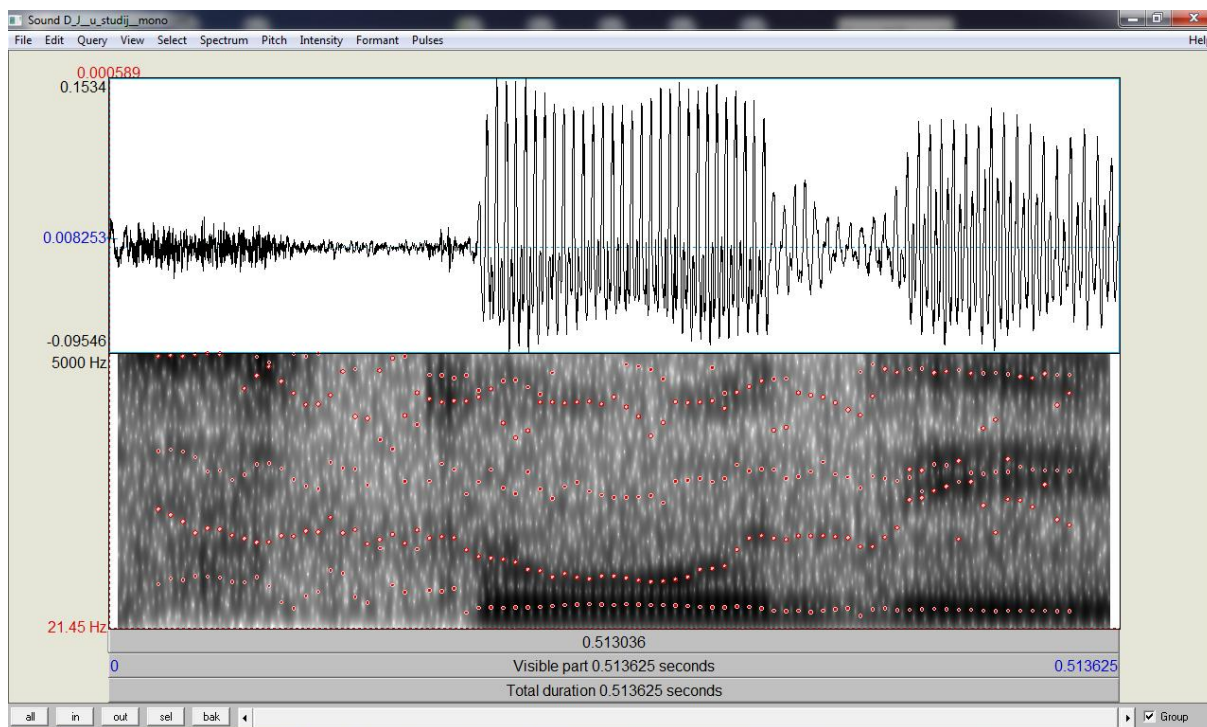 Sound D_J__u_studij__mono
File Edit Query View Select Spectrum Pitch Intensity Formant Pulses Help
0.000589
0.1534
0.008253
-0.09546
5000 Hz
21.45 Hz
0.513036
0 Visible part 0.513625 seconds 0.513625
Total duration 0.513625 seconds
all in out sel bak Group